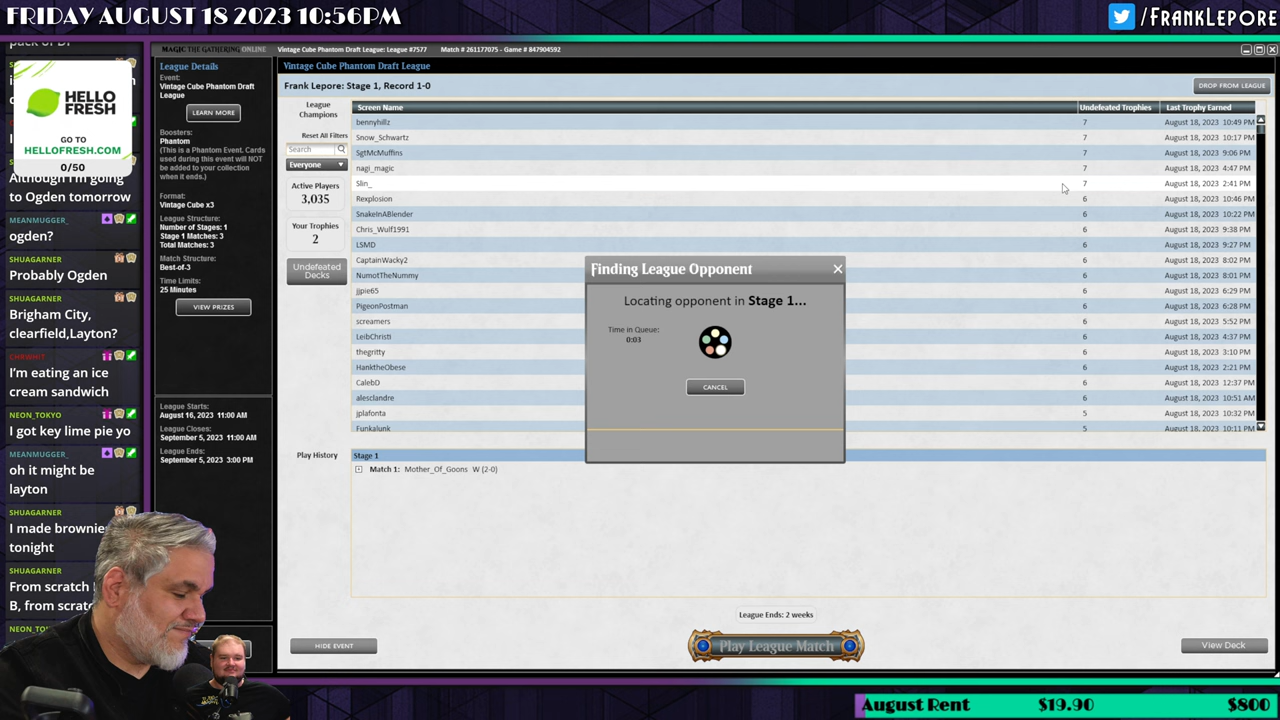 FRIDAY AUGUST 18 2023 10:56PM
/FRANKLEPORE
HELLO
FRESH
GO TO
HELLOFRESH.COM
0/50
Although I'm going
to Ogden tomorrow
MEANMUGGER_
ogden?
SHUAGARNER
Probably Ogden
SHUAGARNER
Brigham City,
clearfield,Layton?
CHRWHIT
I'm eating an ice
cream sandwich
NEON_TOKYO
I got key lime pie yo
MEANMUGGER_
oh it might be
layton
SHUAGARNER
I made brownie
tonight
SHUAGARNER
From scratch
B, from scratc
NEON_TO
MAGIC THE GATHERING ONLINE
Vintage Cube Phantom Draft League: League #7577
Match # 261177075 - Game # 847904592
League Details
Event:
Vintage Cube Phantom Draft
League
LEARN MORE
Boosters:
Phantom
(This is a Phantom Event. Cards
used during this event will NOT
be added to your collection
when it ends.)
Format:
Vintage Cube x3
League Structure:
Number of Stages: 1
Stage 1 Matches: 3
Total Matches: 3
Match Structure:
Best-of-3
Time Limits:
25 Minutes
VIEW PRIZES
League Starts:
August 16, 2023 11:00 AM
League Closes:
September 5, 2023 11:00 AM
League Ends:
September 5, 2023 3:00 PM
Vintage Cube Phantom Draft League
Frank Lepore: Stage 1, Record 1-0
DROP FROM LEAGUE
League
Champions
Reset All Filters
Search
Everyone
Active Players
3,035
Your Trophies
2
Undefeated
Decks
Screen Name Undefeated Trophies Last Trophy Earned
bennyhillz 7 August 18, 2023 10:49 PM
Snow_Schwartz 7 August 18, 2023 10:17 PM
SgtMcMuffins 7 August 18, 2023 9:06 PM
nagi_magic 7 August 18, 2023 4:47 PM
Slin_ 7 August 18, 2023 2:41 PM
Rexplosion 6 August 18, 2023 10:46 PM
SnakeInABlender 6 August 18, 2023 10:22 PM
Chris_Wulf1991 6 August 18, 2023 9:38 PM
LSMD 6 August 18, 2023 9:27 PM
CaptainWacky2 6 August 18, 2023 8:02 PM
NumotTheNummy 6 August 18, 2023 8:01 PM
jjpie65 6 August 18, 2023 6:29 PM
PigeonPostman 6 August 18, 2023 6:28 PM
screamers 6 August 18, 2023 5:52 PM
LeibChristi 6 August 18, 2023 4:37 PM
thegritty 6 August 18, 2023 3:10 PM
HanktheObese 6 August 18, 2023 2:21 PM
CalebD 6 August 18, 2023 12:37 PM
alesclandre 6 August 18, 2023 10:51 AM
jplafonta 5 August 18, 2023 10:32 PM
Funkalunk 5 August 18, 2023 10:11 PM
Finding League Opponent
Locating opponent in Stage 1...
Time in Queue:
0:03
CANCEL
Play History
Stage 1
Match 1: Mother_Of_Goons W (2-0)
League Ends: 2 weeks
HIDE EVENT
Play League Match
View Deck
August Rent $19.90 $800